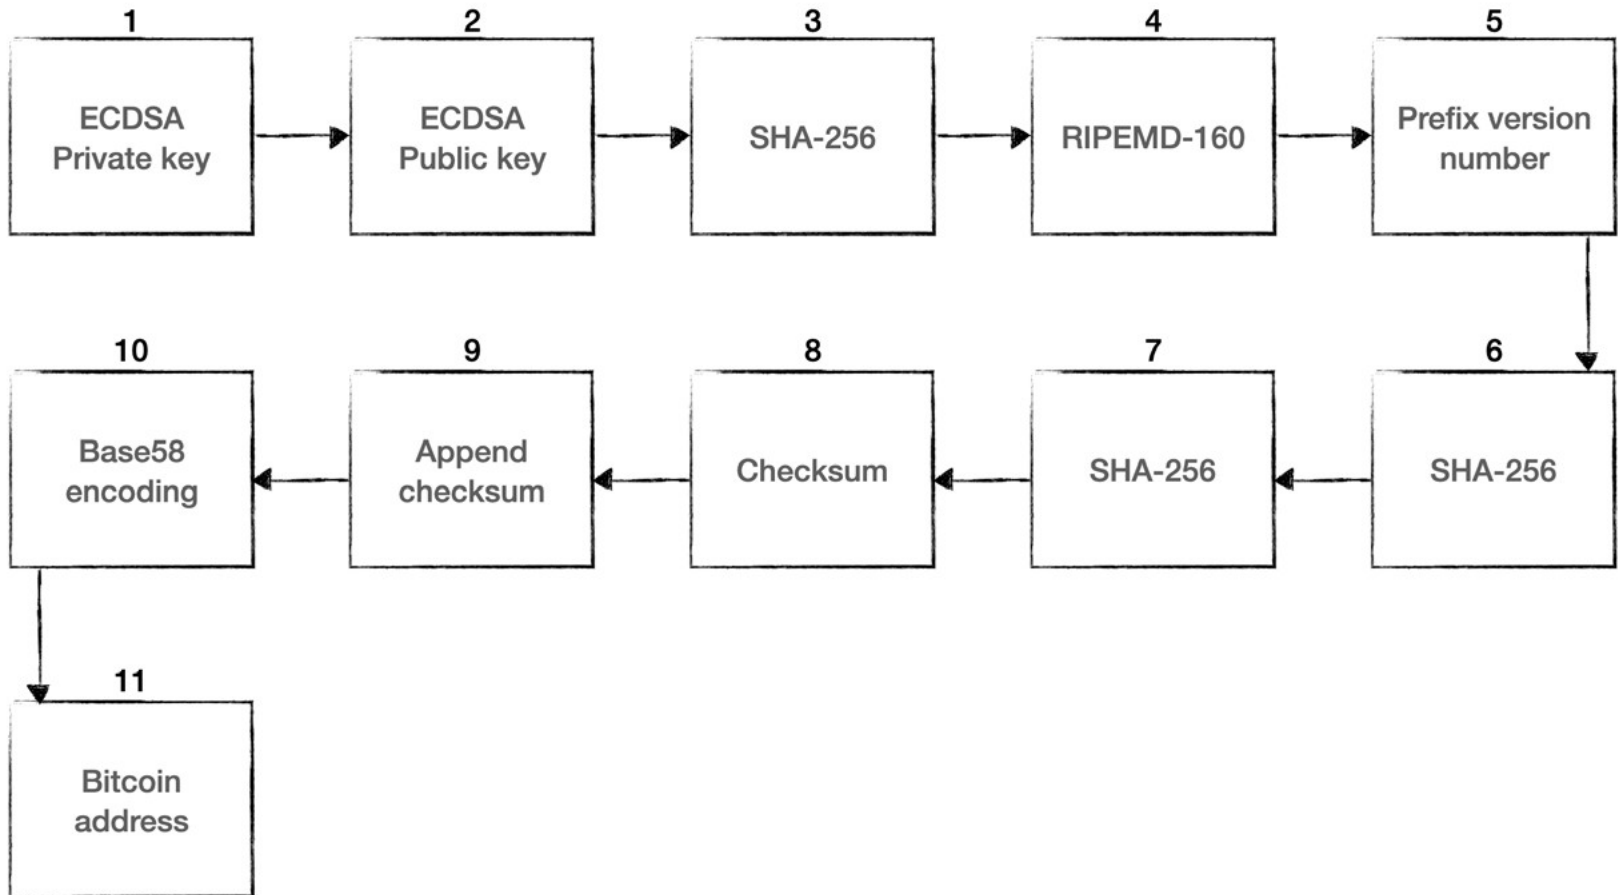 1
ECDSA
Private key
2
ECDSA
Public key
3
SHA-256
4
RIPEMD-160
5
Prefix version
number
6
SHA-256
7
SHA-256
8
Checksum
9
Append
checksum
10
Base58
encoding
11
Bitcoin
address